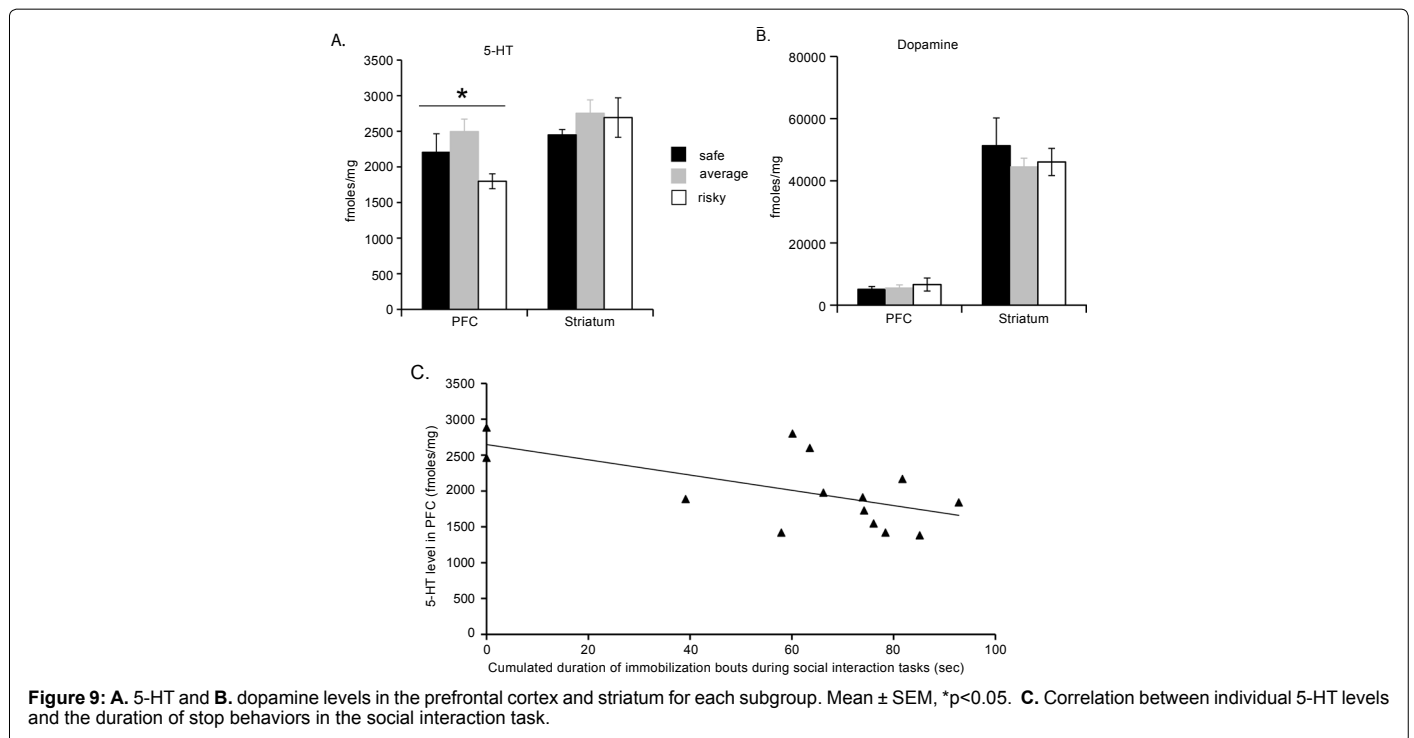 A.
5-HT
3500
3000
2500
2000
1500
1000
500
0
fmoles/mg
*
PFC
Striatum
safe
average
risky
B.
Dopamine
80000
60000
40000
20000
0
fmoles/mg
PFC
Striatum
C.
3500
3000
2500
2000
1500
1000
500
0
5-HT level in PFC (fmoles/mg)
0 20 40 60 80 100
Cumulated duration of immobilization bouts during social interaction tasks (sec)
Figure 9: A. 5-HT and B. dopamine levels in the prefrontal cortex and striatum for each subgroup. Mean ± SEM, *p<0.05. C. Correlation between individual 5-HT levels
and the duration of stop behaviors in the social interaction task.